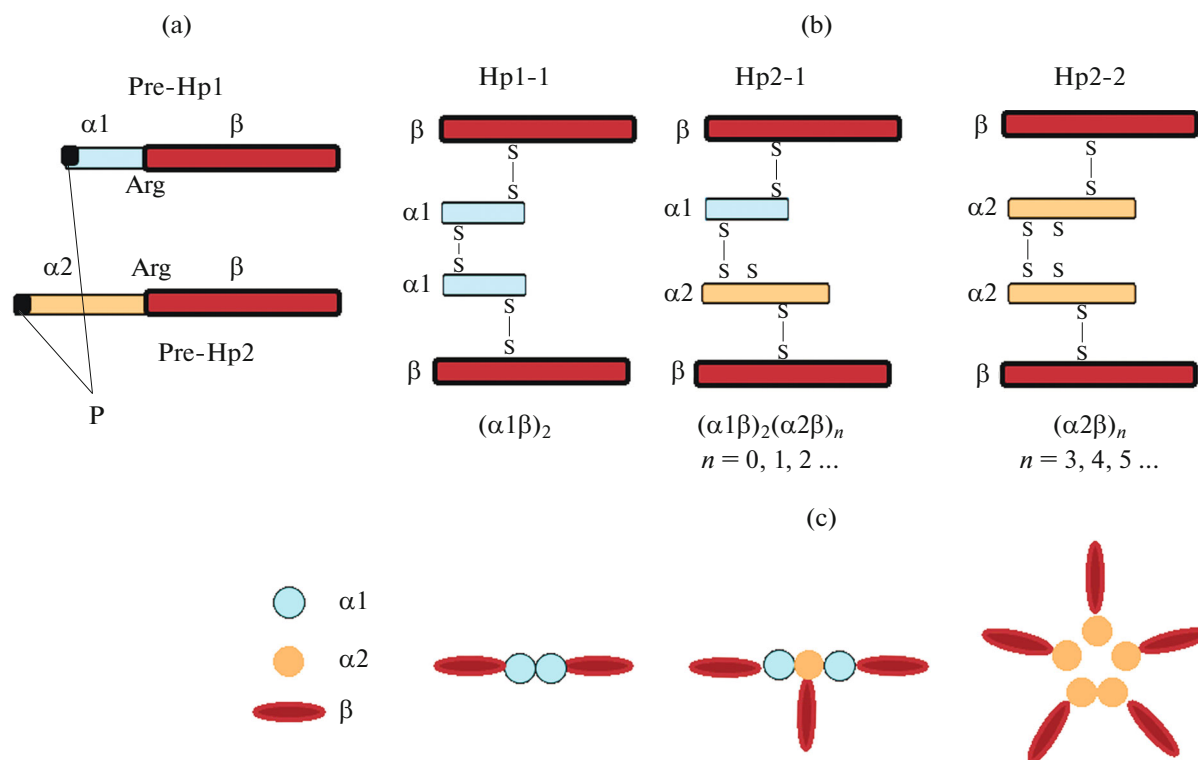 (a)
Pre-Hp1
α1 β
Arg
α2 Arg β
Pre-Hp2
P
(b)
Hp1-1 Hp2-1 Hp2-2
β β β
S S S
S S S
α1 α1 α2
S S S S
S S S S S
α1 α2 α2
S S S
S S S
β β β
(α1β)₂ (α1β)₂(α2β)ₙ (α2β)ₙ
n = 0, 1, 2 ... n = 3, 4, 5 ...
(c)
α1
α2
β